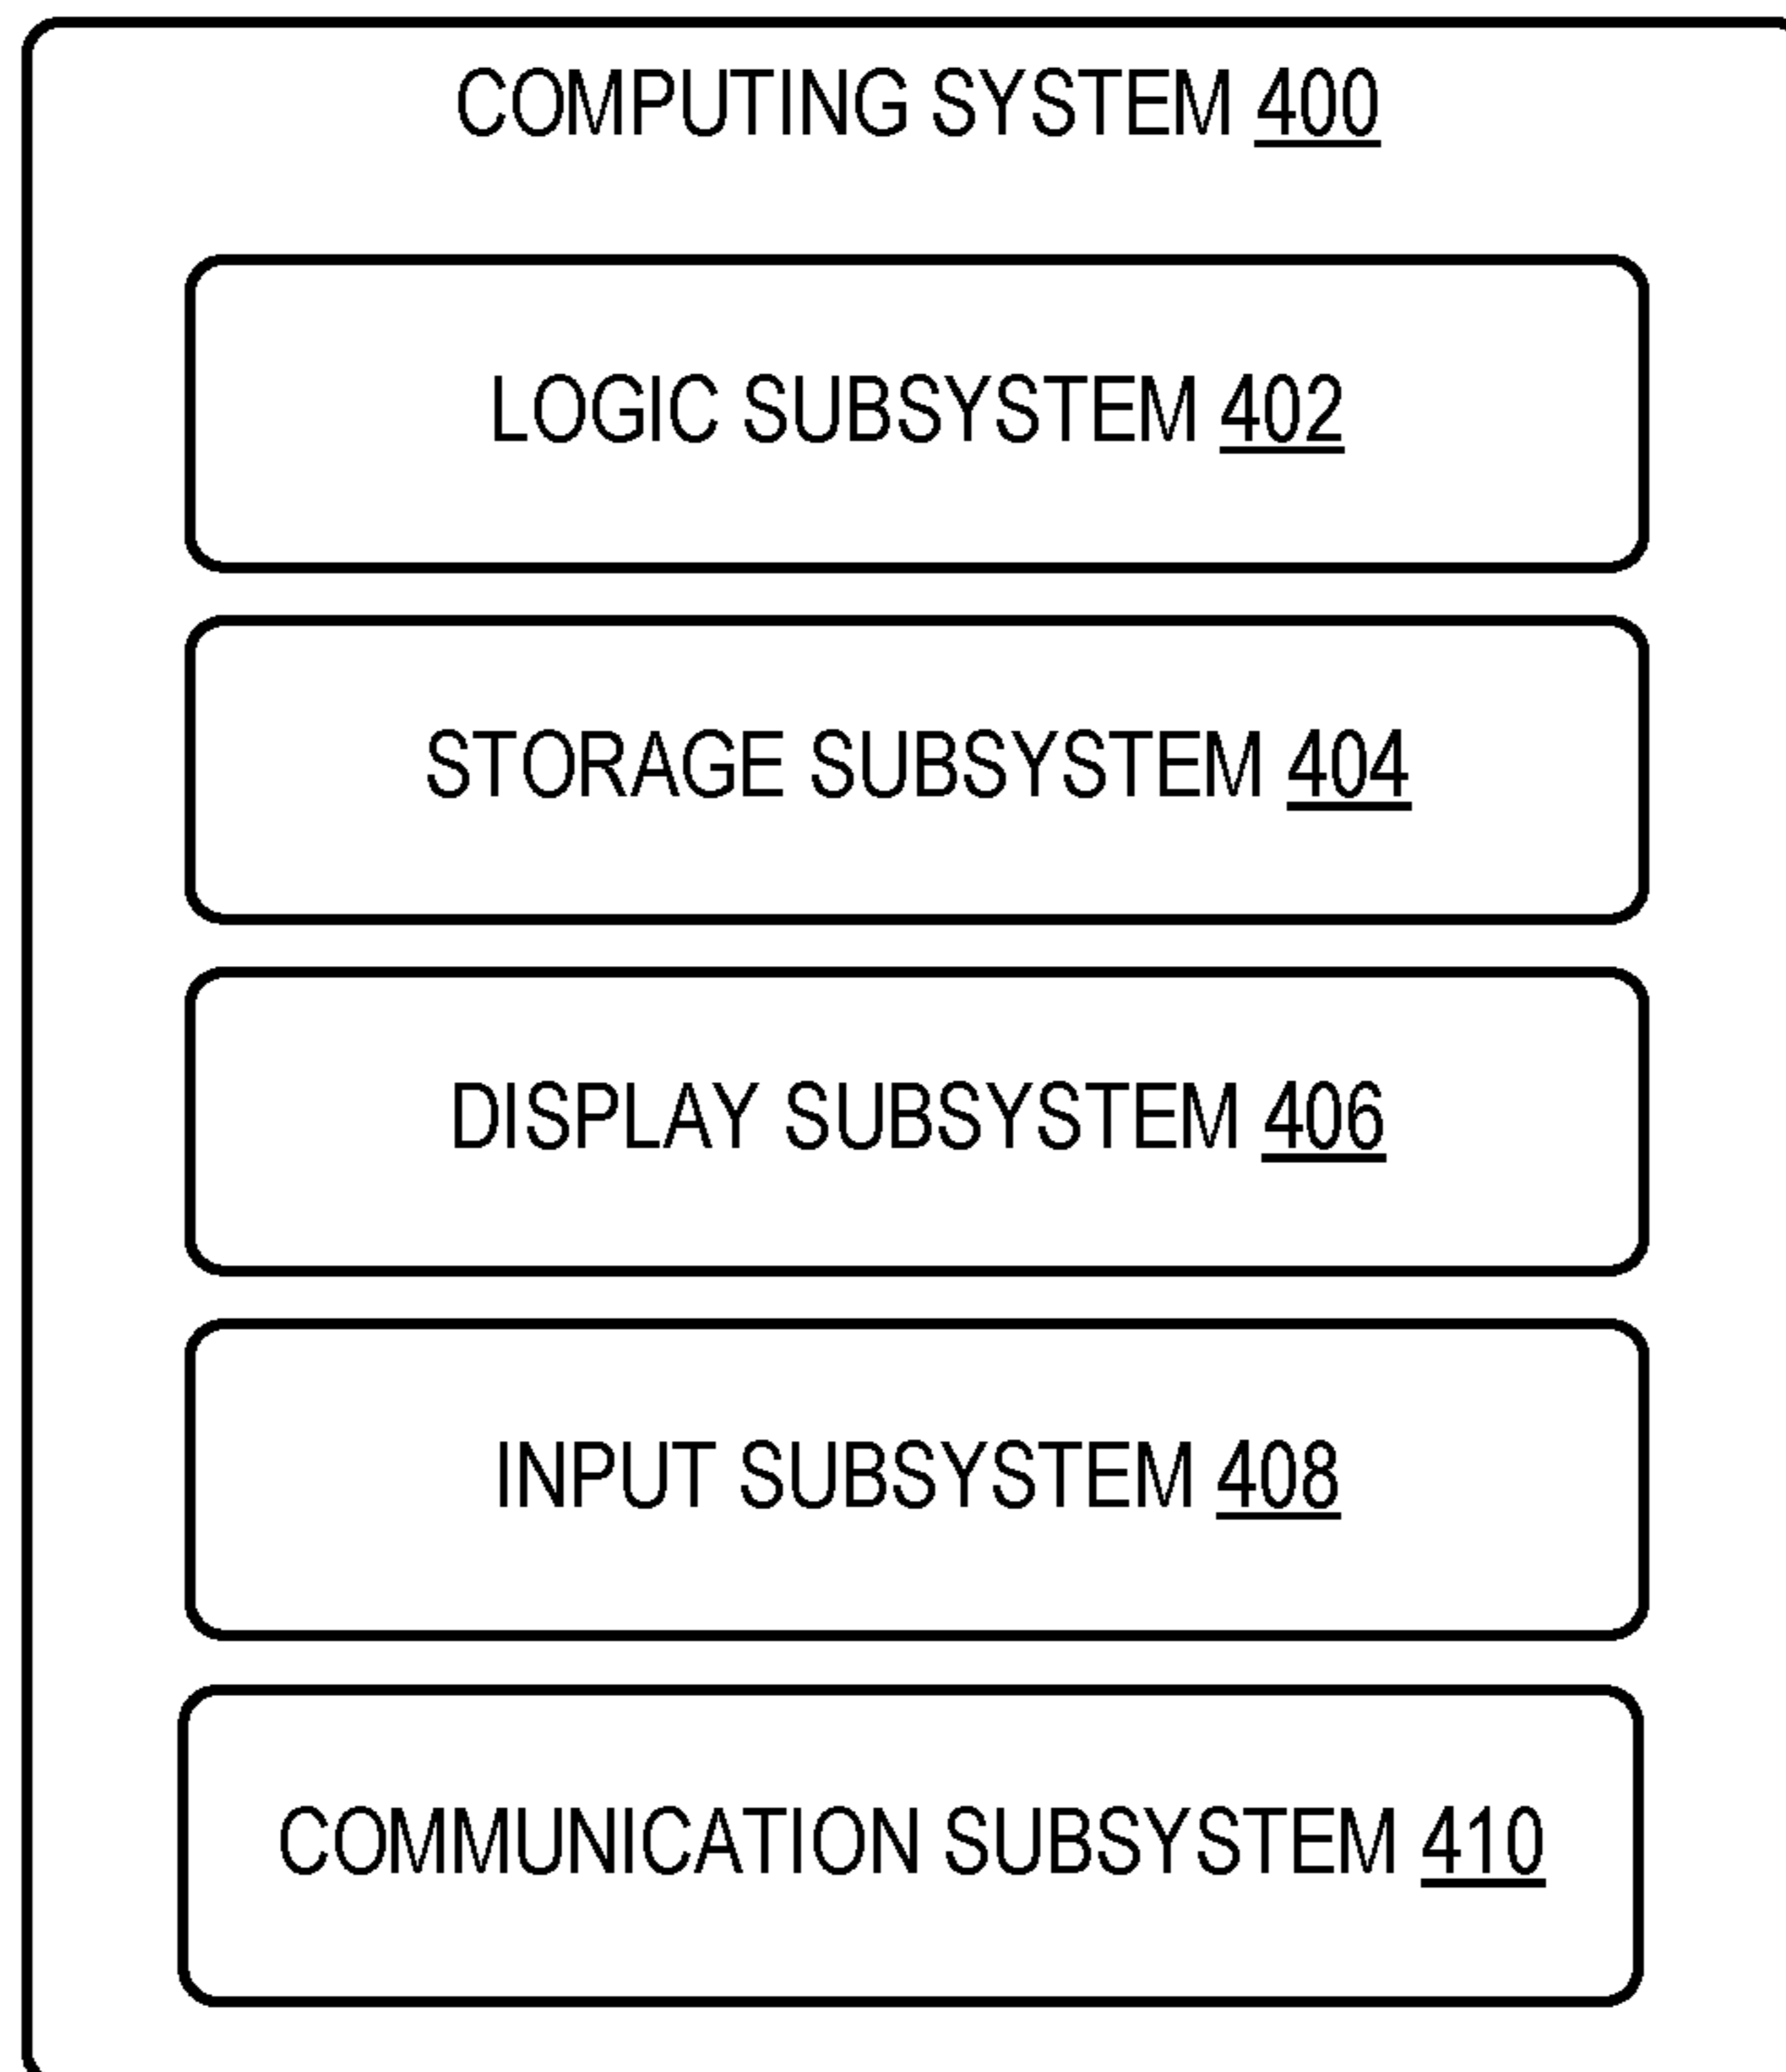 COMPUTING SYSTEM 400
LOGIC SUBSYSTEM 402
STORAGE SUBSYSTEM 404
DISPLAY SUBSYSTEM 406
INPUT SUBSYSTEM 408
COMMUNICATION SUBSYSTEM 410